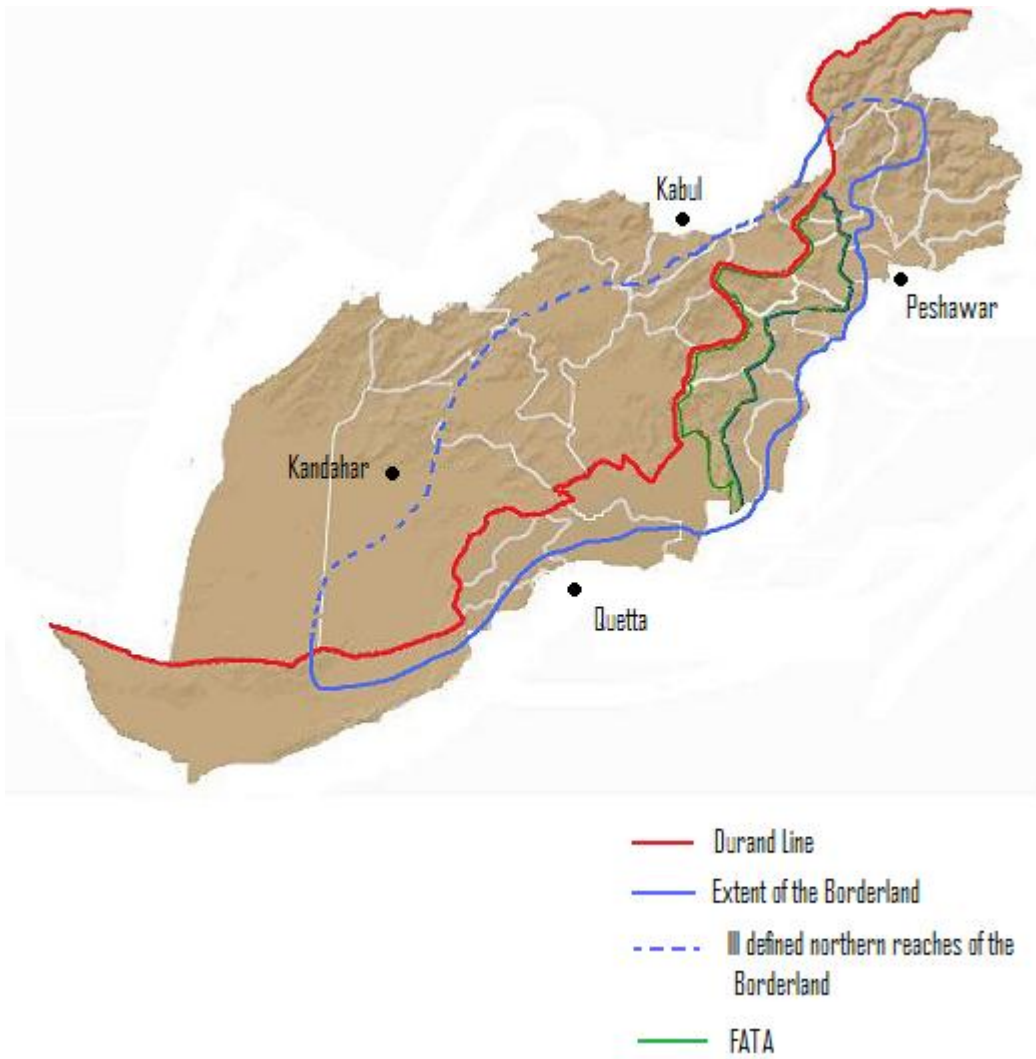 Kabul
Peshawar
Kandahar
Quetta
Durand Line
Extent of the Borderland
Ill defined northern reaches of the
Borderland
FATA